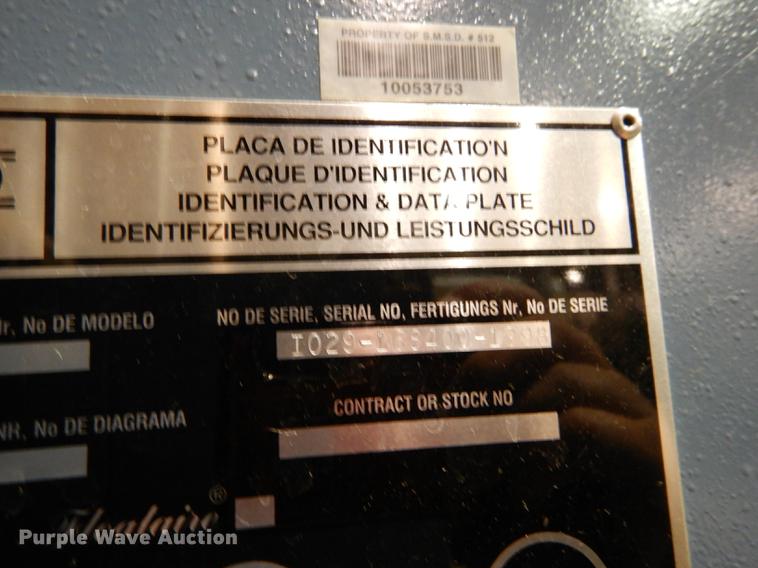 PROPERTY OF S.M.S.D. # 512
10053753
PLACA DE IDENTIFICATIO'N
PLAQUE D'IDENTIFICATION
IDENTIFICATION & DATA PLATE
IDENTIFIZIERUNGS-UND LEISTUNGSSCHILD
No DE MODELO
NO DE SERIE, SERIAL NO, FERTIGUNGS Nr, No DE SERIE
CONTRACT OR STOCK NO
NR, No DE DIAGRAMA
®
Purple Wave Auction